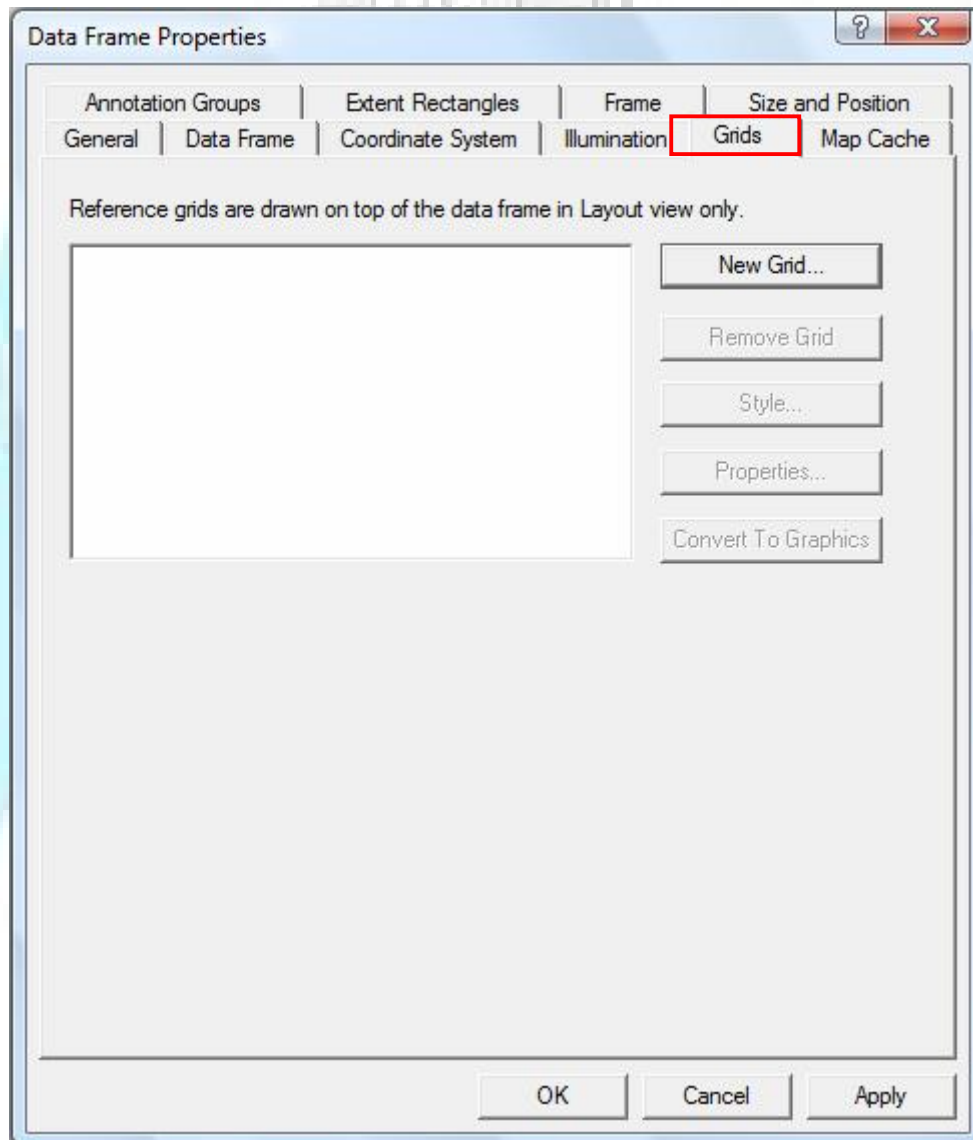 Data Frame Properties
Annotation Groups Extent Rectangles Frame Size and Position
General Data Frame Coordinate System Illumination Grids Map Cache
Reference grids are drawn on top of the data frame in Layout view only.
New Grid...
Remove Grid
Style...
Properties...
Convert To Graphics
OK Cancel Apply